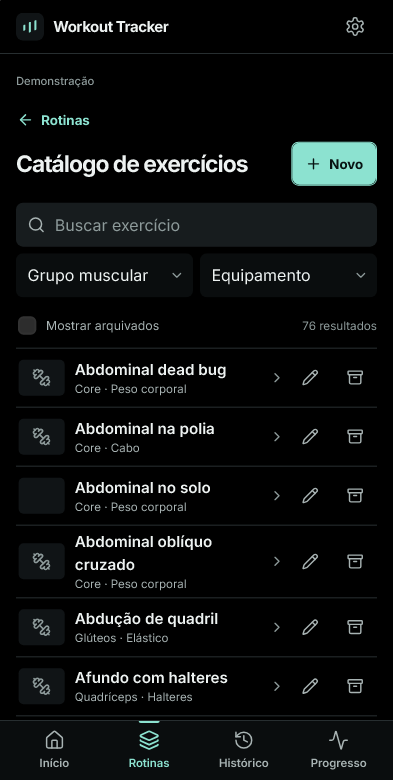 Workout Tracker
Demonstração
Rotinas
Catálogo de exercícios
Novo
Buscar exercício
Grupo muscular
Equipamento
Mostrar arquivados
76 resultados
Abdominal dead bug
Core · Peso corporal
Abdominal na polia
Core · Cabo
Abdominal no solo
Core · Peso corporal
Abdominal oblíquo
cruzado
Core · Peso corporal
Abdução de quadril
Glúteos · Elástico
Afundo com halteres
Quadríceps · Halteres
Início
Rotinas
Histórico
Progresso